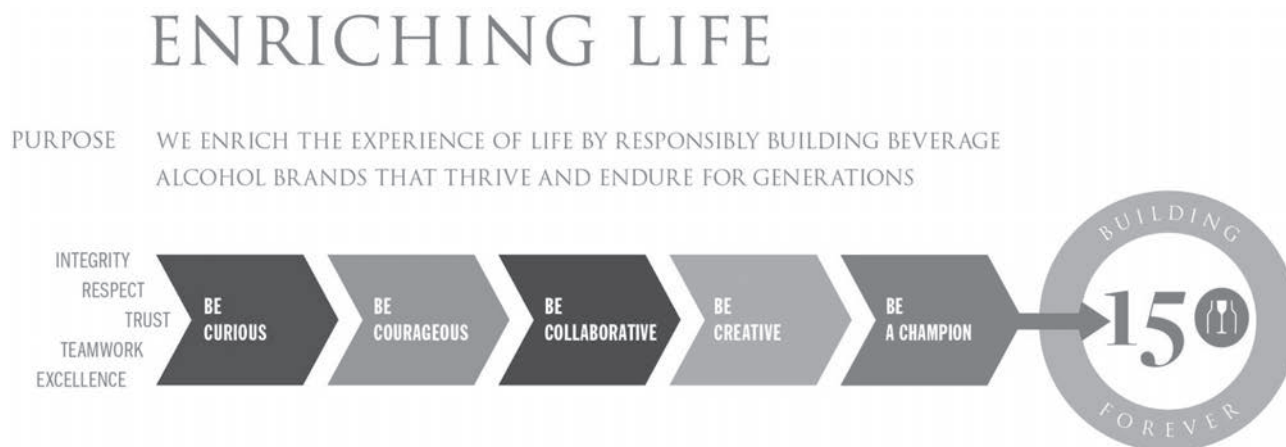 ENRICHING LIFE
PURPOSE
WE ENRICH THE EXPERIENCE OF LIFE BY RESPONSIBLY BUILDING BEVERAGE
ALCOHOL BRANDS THAT THRIVE AND ENDURE FOR GENERATIONS
INTEGRITY
RESPECT
TRUST
TEAMWORK
EXCELLENCE
BE
CURIOUS
BE
COURAGEOUS
BE
COLLABORATIVE
BE
CREATIVE
BE
A CHAMPION
BUILDING
150
FOREVER